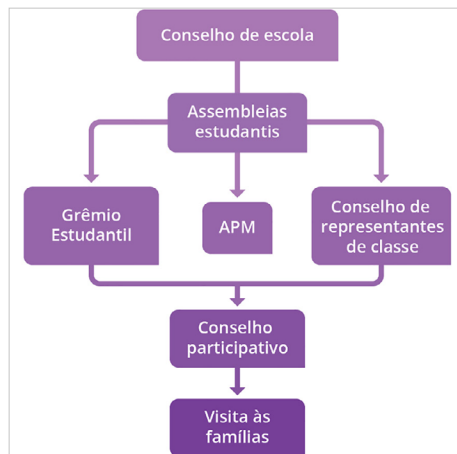 Conselho de escola
Assembleias
estudantis
Grêmio
Estudantil
APM
Conselho de
representantes
de classe
Conselho
participativo
Visita às
famílias